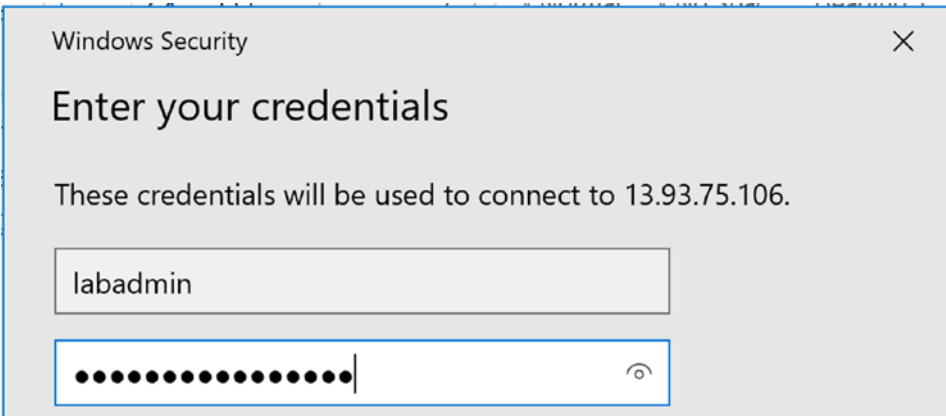 Windows Security
Enter your credentials
These credentials will be used to connect to 13.93.75.106.
labadmin
●●●●●●●●●●●●●●●●